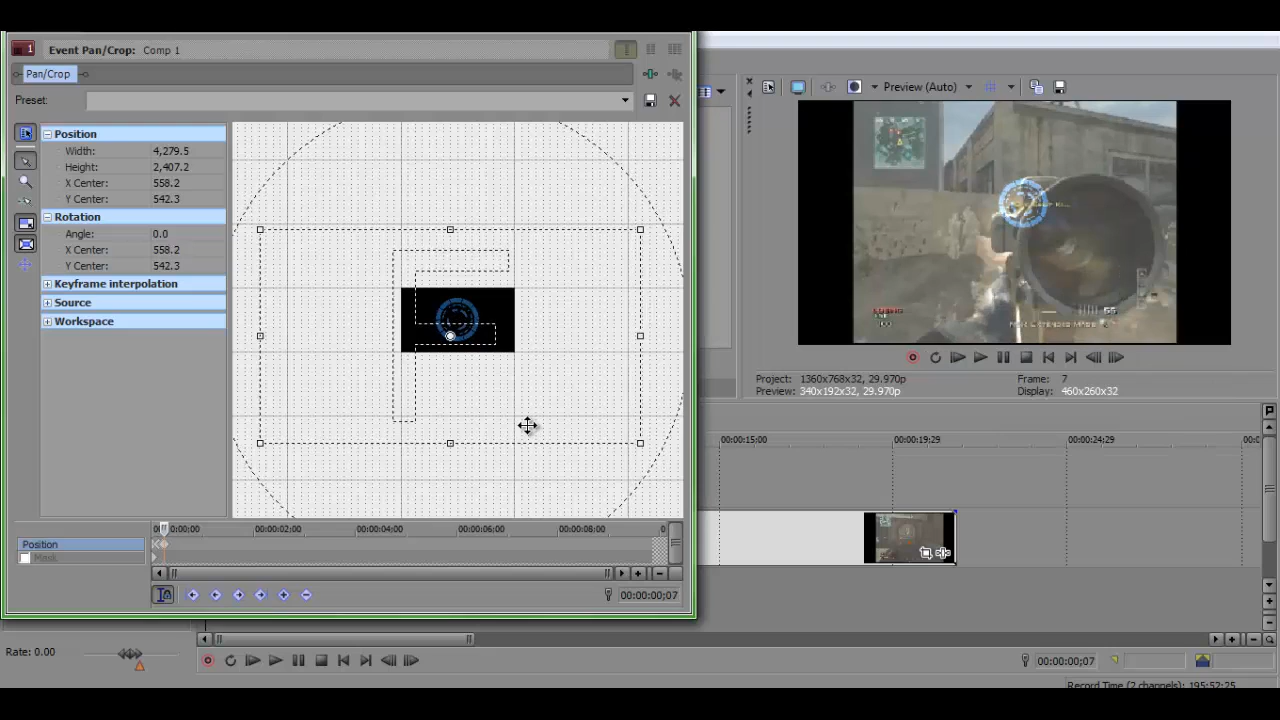 1 Event Pan/Crop: Comp 1
Pan/Crop
Preset:
Position
Width: 4,279.5
Height: 2,407.2
X Center: 558.2
Y Center: 542.3
Rotation
Angle: 0.0
X Center: 558.2
Y Center: 542.3
Keyframe interpolation
Source
Workspace
0:00:00 00:00:02:00 00:00:04:00 00:00:06:00 00:00:08:00
Position
Mask
00:00:00;07
Preview (Auto)
Project: 1360x768x32, 29.970p
Preview: 340x192x32, 29.970p
Frame: 7
Display: 460x260x32
00:00:15:00 00:00:19:29 00:00:24:29 00:0
Rate: 0.00
00:00:00;07
Record Time (2 channels): 195:52:25